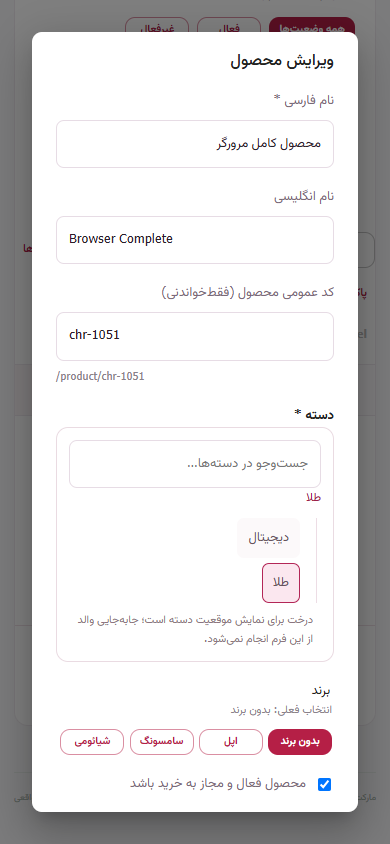 همه وضعیت‌ها
فعال
غیرفعال
ویرایش محصول
نام فارسی *
محصول کامل مرورگر
نام انگلیسی
Browser Complete
کد عمومی محصول (فقط‌خواندنی)
chr-1051
/product/chr-1051
دسته *
جست‌وجو در دسته‌ها...
طلا
دیجیتال
طلا
درخت برای نمایش موقعیت دسته است؛ جابه‌جایی والد
از این فرم انجام نمی‌شود.
برند
انتخاب فعلی: بدون برند
بدون برند
اپل
سامسونگ
شیائومی
محصول فعال و مجاز به خرید باشد